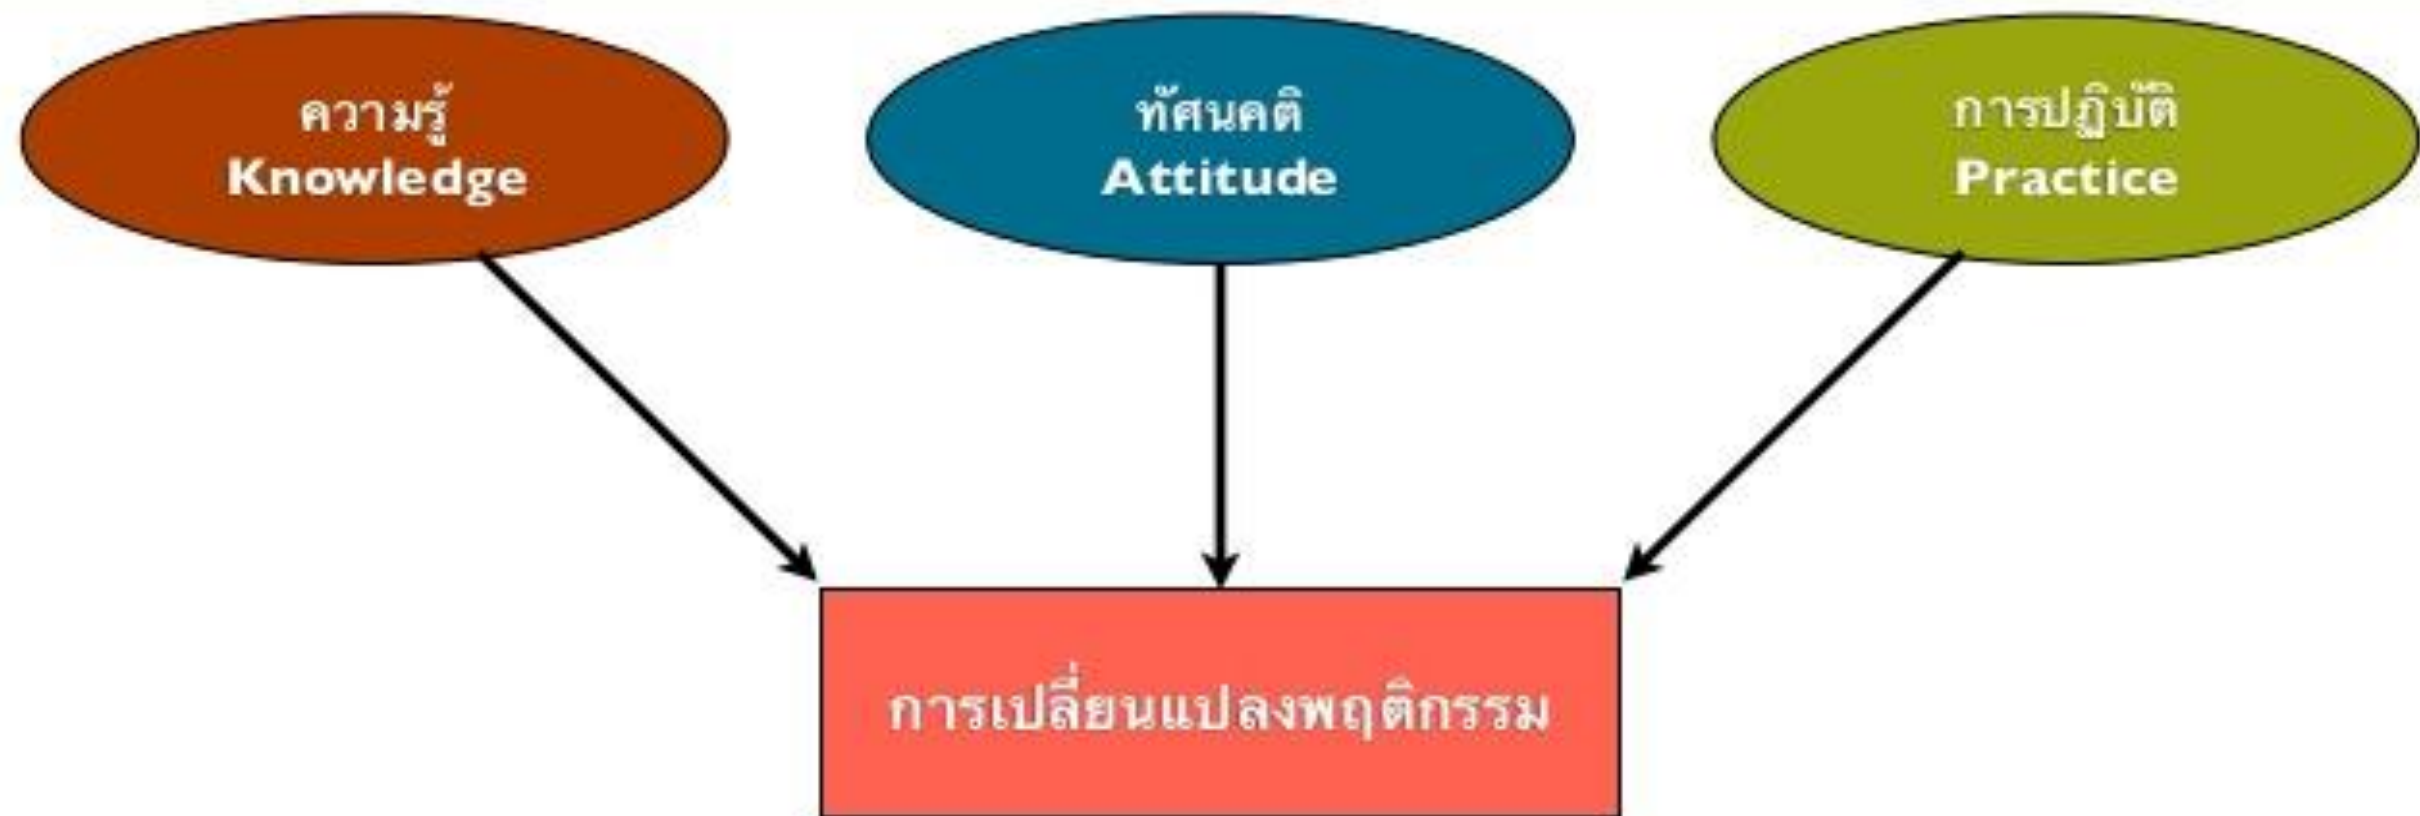 ความรู้
Knowledge
ทัศนคติ
Attitude
การปฏิบัติ
Practice
การเปลี่ยนแปลงพฤติกรรม